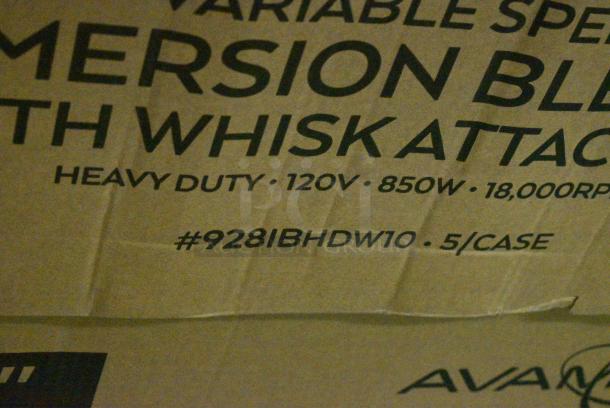 VARIABLE SPE
MERSION BLE
TH WHISK ATTAC
HEAVY DUTY · 120V · 850W · 18,000RP
#928IBHDW10 · 5/CASE
AVAN